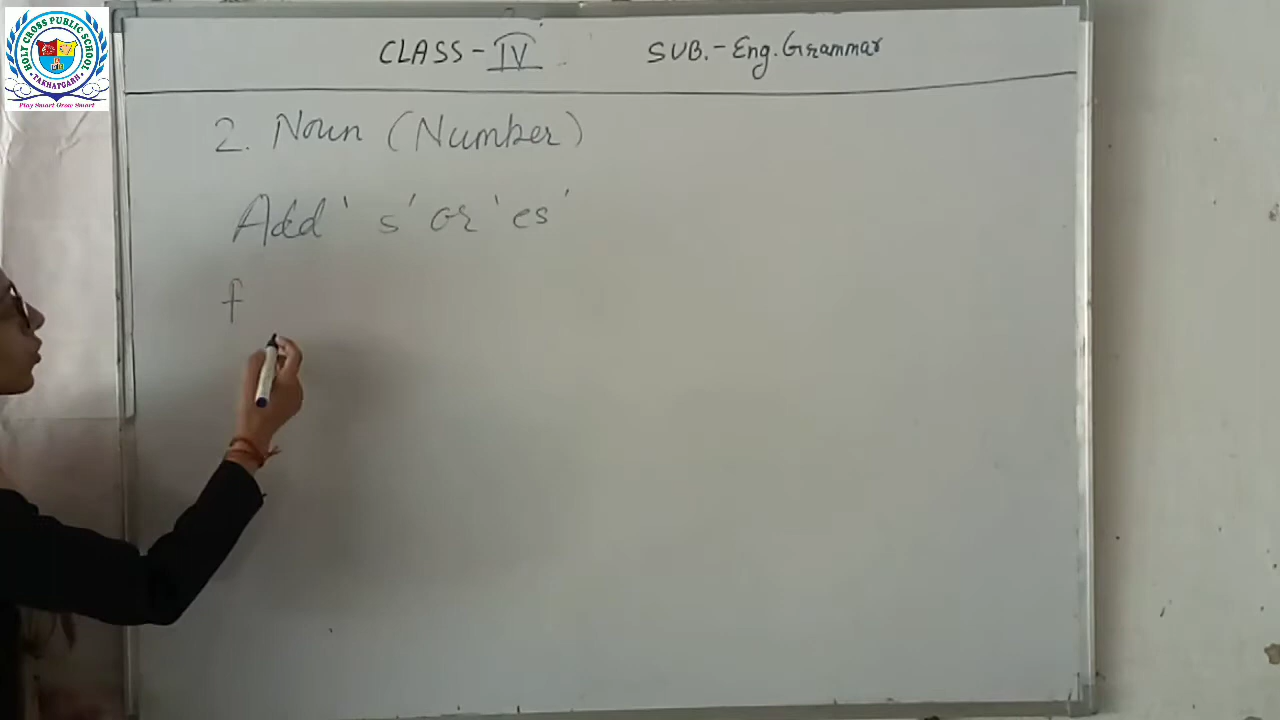 HOLY CROSS PUBLIC SCHOOL
TAKHATGARH
Play Smart Grow Smart
CLASS - IV SUB. - Eng. Grammar
2. Noun (Number)
Add 's' or 'es'
f